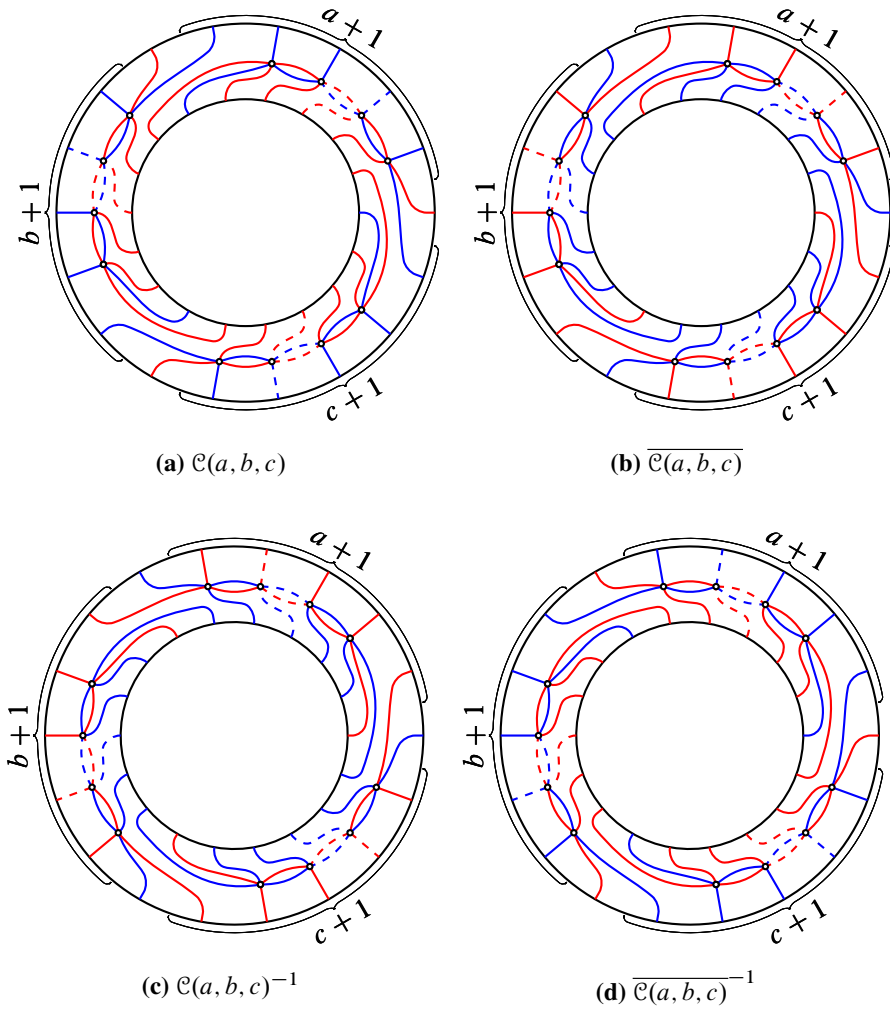 a + 1
a + 1
b + 1
b + 1
c + 1
c + 1
(a) 𝒞(a, b, c)
(b) \overline{𝒞(a, b, c)}
a + 1
a + 1
b + 1
b + 1
c + 1
c + 1
(c) 𝒞(a, b, c)⁻¹
(d) \overline{𝒞(a, b, c)}⁻¹